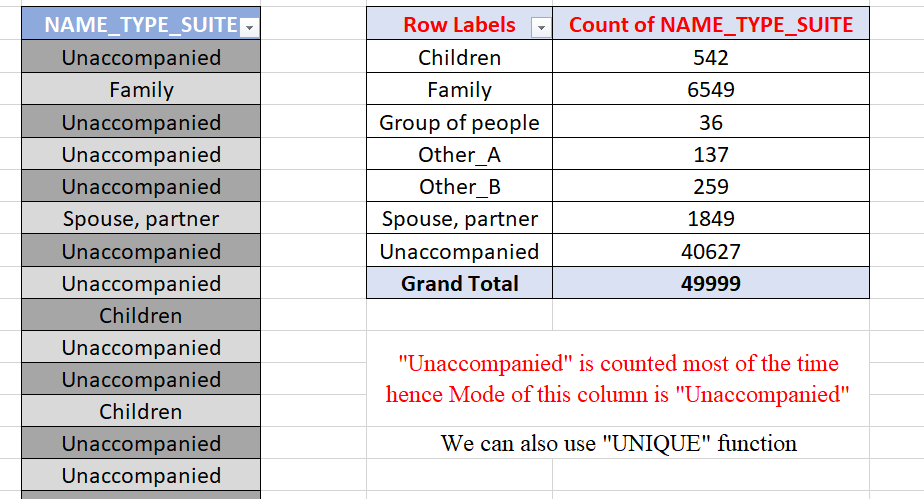 NAME_TYPE_SUITE
Unaccompanied
Family
Unaccompanied
Unaccompanied
Unaccompanied
Spouse, partner
Unaccompanied
Unaccompanied
Children
Unaccompanied
Unaccompanied
Children
Unaccompanied
Unaccompanied
Row Labels Count of NAME_TYPE_SUITE
Children 542
Family 6549
Group of people 36
Other_A 137
Other_B 259
Spouse, partner 1849
Unaccompanied 40627
Grand Total 49999
"Unaccompanied" is counted most of the time
hence Mode of this column is "Unaccompanied"
We can also use "UNIQUE" function